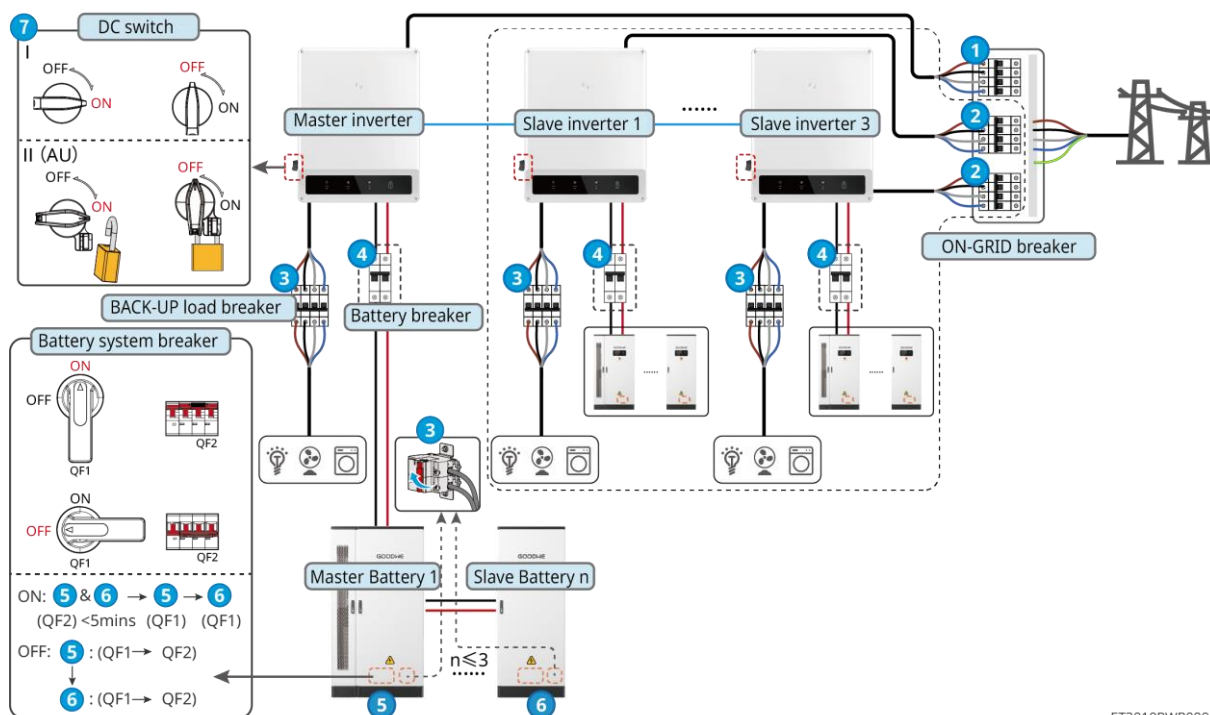 7
DC switch
I
OFF
ON
OFF
ON
II (AU)
OFF
ON
OFF
ON
Master inverter
Slave inverter 1
......
Slave inverter 3
1
2
2
ON-GRID breaker
3
4
3
4
3
4
BACK-UP load breaker
Battery breaker
Battery system breaker
ON
OFF
QF1
QF2
ON
OFF
QF1
QF2
ON: 5 & 6 → 5 → 6
(QF2) <5mins (QF1) (QF1)
OFF: 5 : (QF1→ QF2)
6 : (QF1→ QF2)
......
......
3
GOODWE
GOODWE
Master Battery 1
Slave Battery n
n≤3
......
5
6